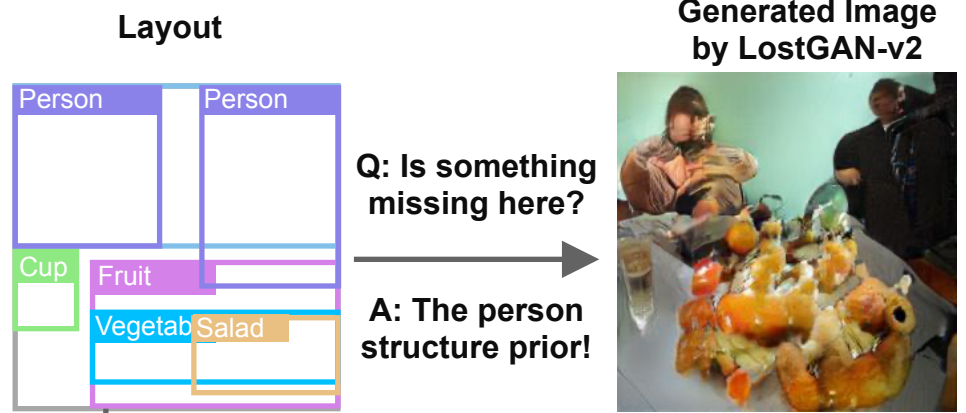 Layout
Generated Image
by LostGAN-v2
Person
Person
Q: Is something
missing here?
Cup
Fruit
A: The person
structure prior!
Vegetab
Salad